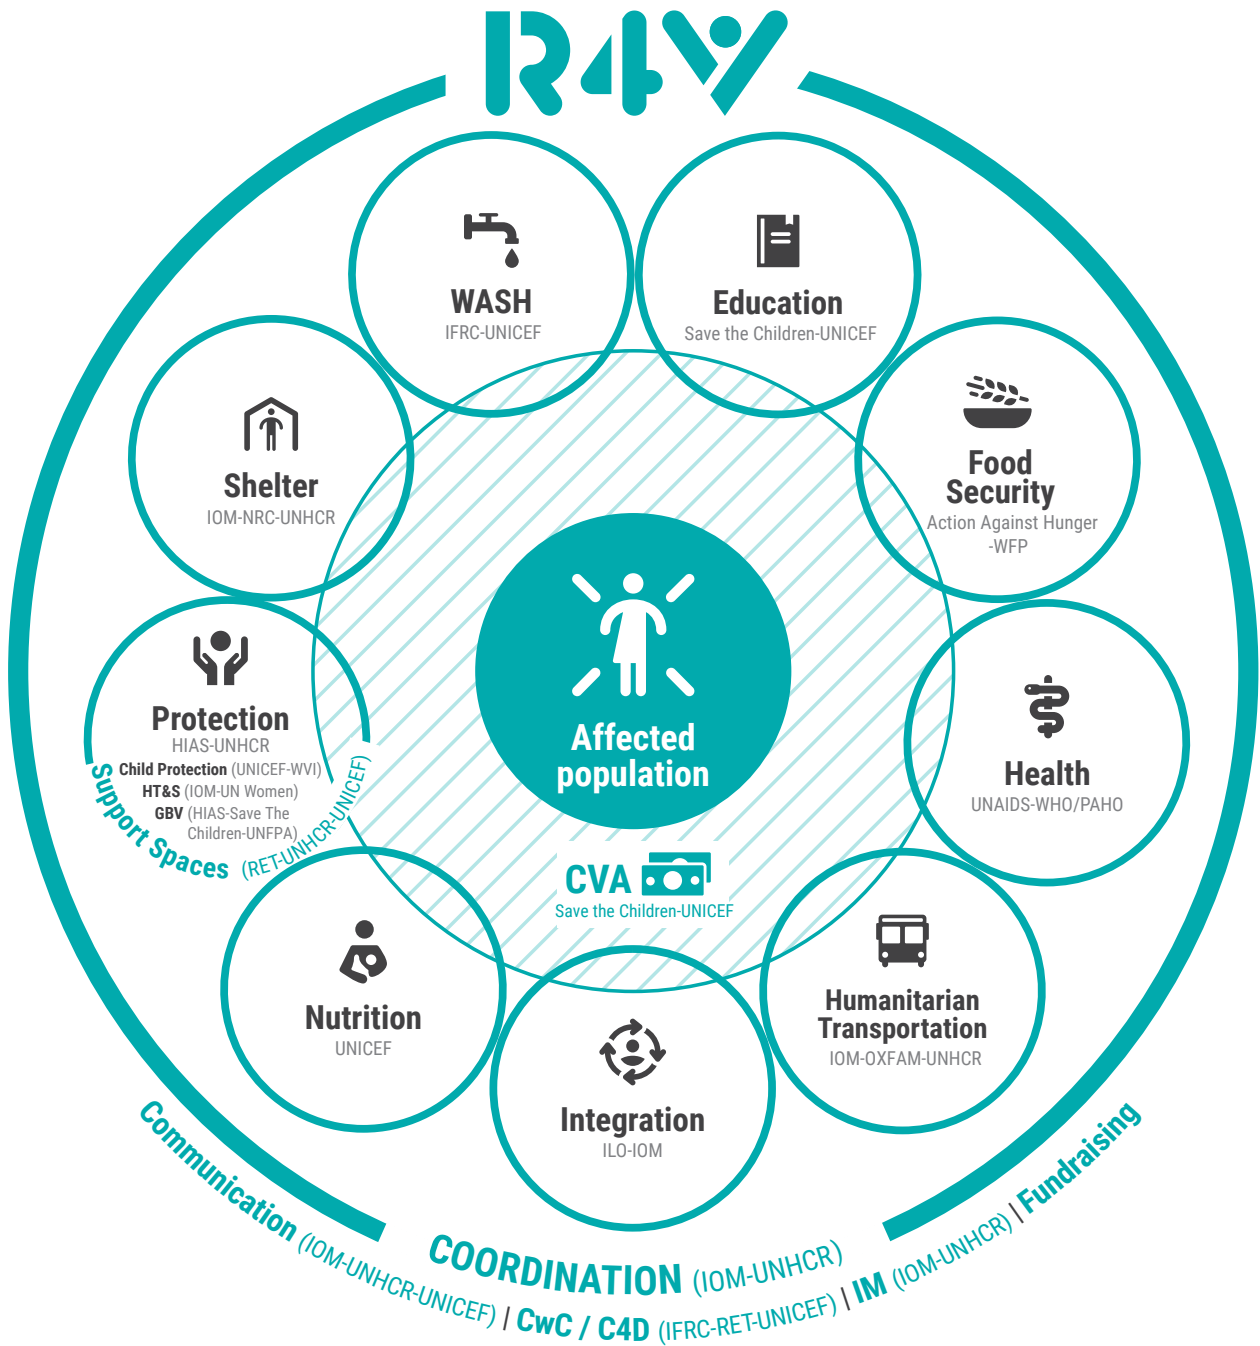 R4V
WASH
IFRC-UNICEF
Education
Save the Children-UNICEF
Shelter
IOM-NRC-UNHCR
Food
Security
Action Against Hunger
-WFP
Protection
HIAS-UNHCR
Child Protection (UNICEF-WVI)
HT&S (IOM-UN Women)
GBV (HIAS-Save The
Children-UNFPA)
Support Spaces (RET-UNHCR-UNICEF)
Affected
population
Health
UNAIDS-WHO/PAHO
CVA
Save the Children-UNICEF
Nutrition
UNICEF
Humanitarian
Transportation
IOM-OXFAM-UNHCR
Integration
ILO-IOM
COORDINATION (IOM-UNHCR)
Communication (IOM-UNHCR-UNICEF) | CwC / C4D (IFRC-RET-UNICEF) | IM (IOM-UNHCR) | Fundraising